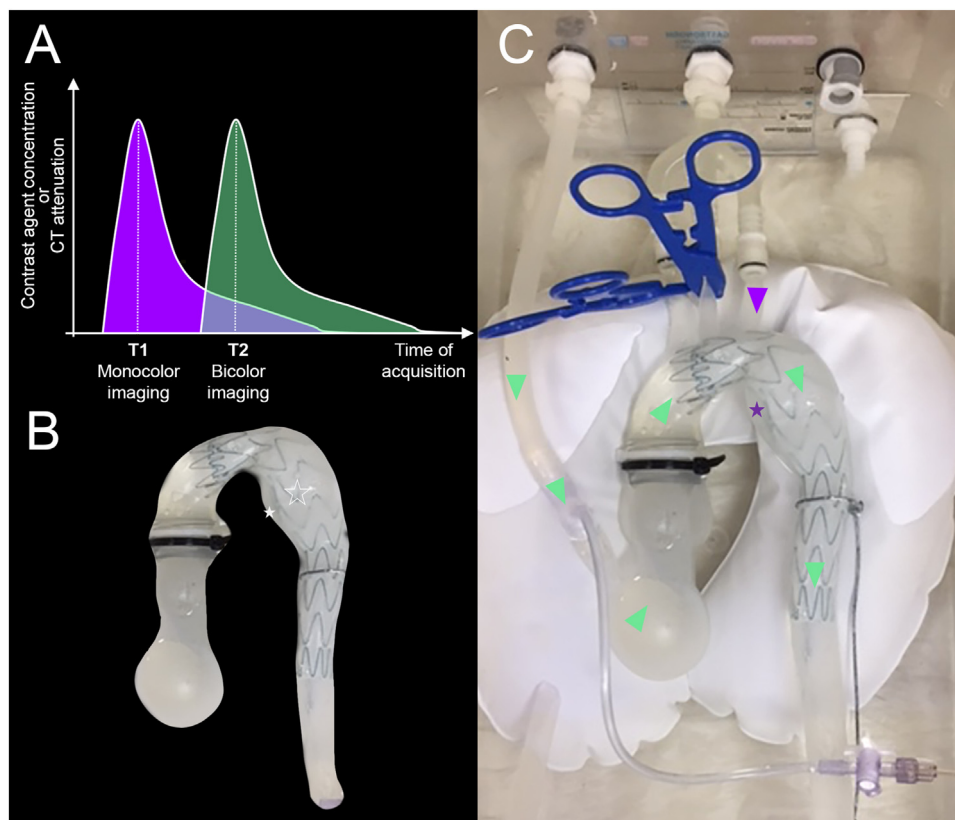 A
Contrast agent concentration
or
CT attenuation
T1
Monocolor
imaging
T2
Bicolor
imaging
Time of
acquisition
B
C